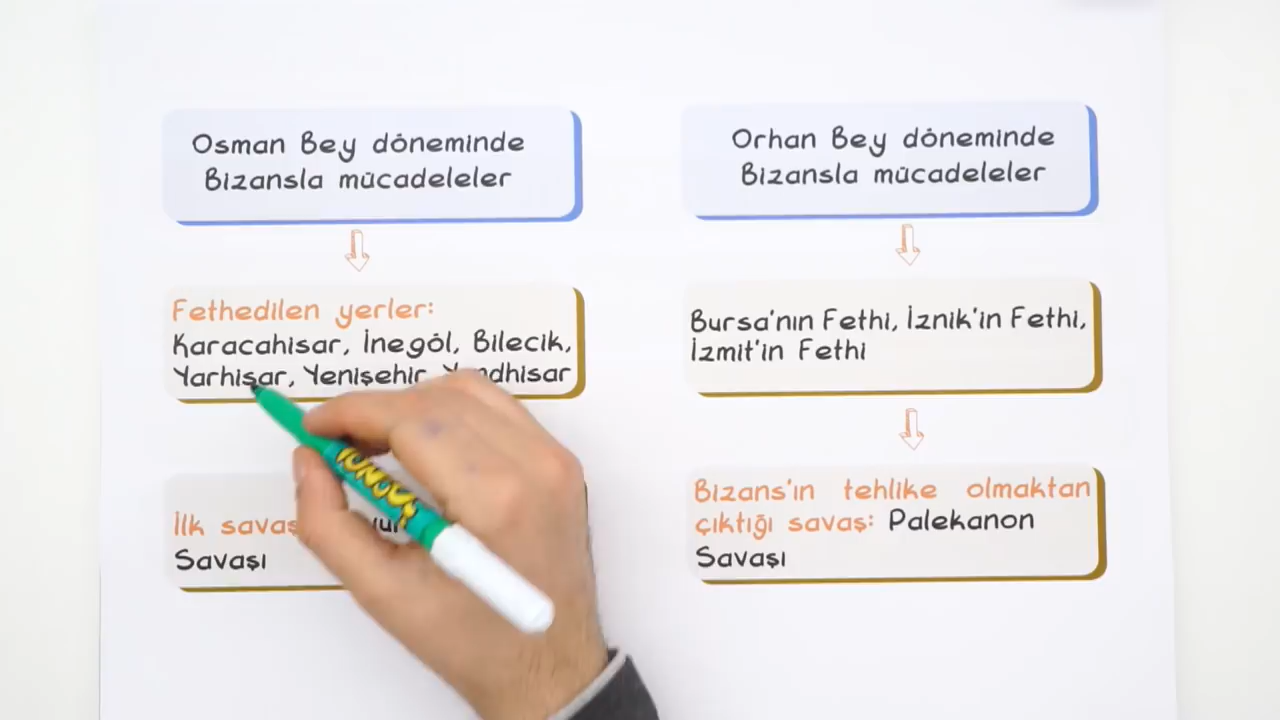 Osman Bey döneminde
Bizansla mücadeleler
Fethedilen yerler:
Karacahisar, İnegöl, Bilecik,
Yarhisar, Yenişehir,
İlk savaş
Savaşı
Orhan Bey döneminde
Bizansla mücadeleler
Bursa'nın Fethi, İznik'in Fethi,
İzmit'in Fethi
Bizans'ın tehlike olmaktan
çıktığı savaş: Palekanon
Savaşı